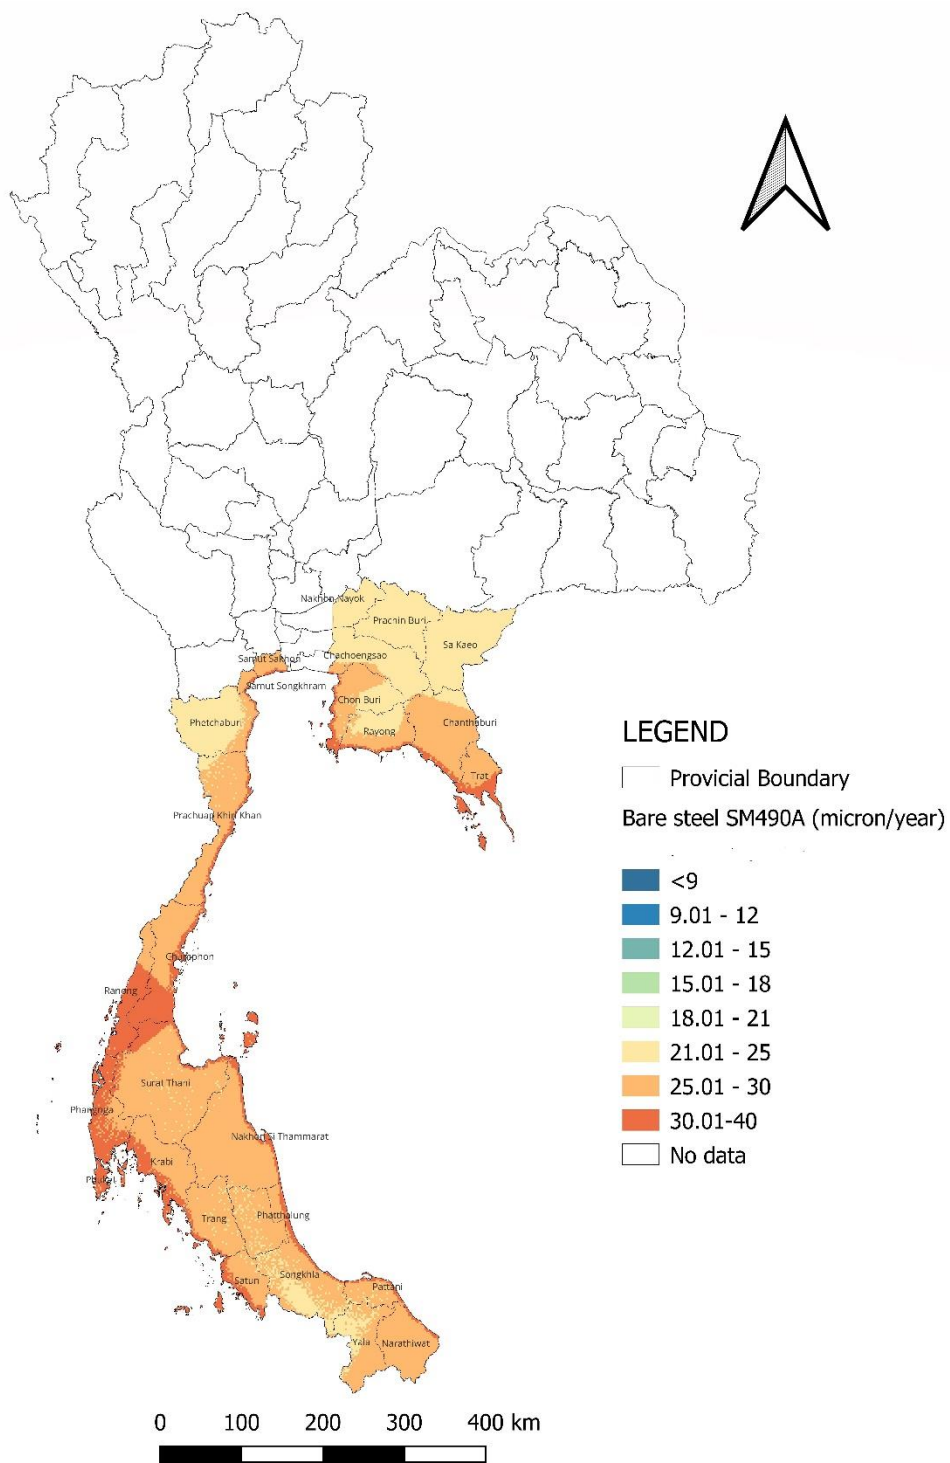 Nakhon Nayok
Prachin Buri
Sa Kaeo
Chachoengsao
Samut Sakhon
Samut Songkhram
Chon Buri
Phetchaburi
Chanthaburi
Rayong
Trat
Prachuap Khiri Khan
Chumphon
Ranong
Surat Thani
Phangnga
Nakhon Si Thammarat
Krabi
Phuket
Trang
Phatthalung
Songkhla
Satun
Pattani
Yala
Narathiwat
LEGEND
Provicial Boundary
Bare steel SM490A (micron/year)
<9
9.01 - 12
12.01 - 15
15.01 - 18
18.01 - 21
21.01 - 25
25.01 - 30
30.01-40
No data
0 100 200 300 400 km